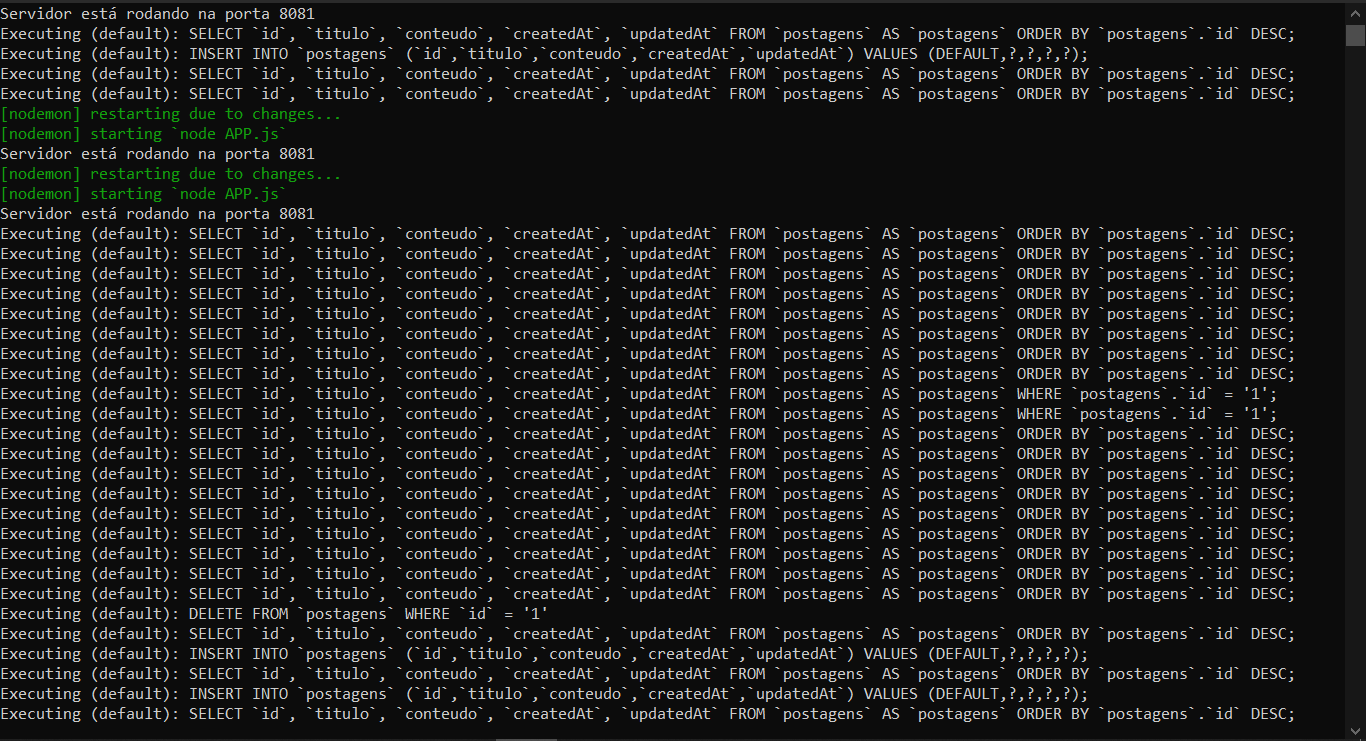 Servidor está rodando na porta 8081
Executing (default): SELECT `id`, `titulo`, `conteudo`, `createdAt`, `updatedAt` FROM `postagens` AS `postagens` ORDER BY `postagens`.`id` DESC;
Executing (default): INSERT INTO `postagens` (`id`,`titulo`,`conteudo`,`createdAt`,`updatedAt`) VALUES (DEFAULT,?,?,?,?);
Executing (default): SELECT `id`, `titulo`, `conteudo`, `createdAt`, `updatedAt` FROM `postagens` AS `postagens` ORDER BY `postagens`.`id` DESC;
Executing (default): SELECT `id`, `titulo`, `conteudo`, `createdAt`, `updatedAt` FROM `postagens` AS `postagens` ORDER BY `postagens`.`id` DESC;
[nodemon] restarting due to changes...
[nodemon] starting `node APP.js`
Servidor está rodando na porta 8081
[nodemon] restarting due to changes...
[nodemon] starting `node APP.js`
Servidor está rodando na porta 8081
Executing (default): SELECT `id`, `titulo`, `conteudo`, `createdAt`, `updatedAt` FROM `postagens` AS `postagens` ORDER BY `postagens`.`id` DESC;
Executing (default): SELECT `id`, `titulo`, `conteudo`, `createdAt`, `updatedAt` FROM `postagens` AS `postagens` ORDER BY `postagens`.`id` DESC;
Executing (default): SELECT `id`, `titulo`, `conteudo`, `createdAt`, `updatedAt` FROM `postagens` AS `postagens` ORDER BY `postagens`.`id` DESC;
Executing (default): SELECT `id`, `titulo`, `conteudo`, `createdAt`, `updatedAt` FROM `postagens` AS `postagens` ORDER BY `postagens`.`id` DESC;
Executing (default): SELECT `id`, `titulo`, `conteudo`, `createdAt`, `updatedAt` FROM `postagens` AS `postagens` ORDER BY `postagens`.`id` DESC;
Executing (default): SELECT `id`, `titulo`, `conteudo`, `createdAt`, `updatedAt` FROM `postagens` AS `postagens` ORDER BY `postagens`.`id` DESC;
Executing (default): SELECT `id`, `titulo`, `conteudo`, `createdAt`, `updatedAt` FROM `postagens` AS `postagens` ORDER BY `postagens`.`id` DESC;
Executing (default): SELECT `id`, `titulo`, `conteudo`, `createdAt`, `updatedAt` FROM `postagens` AS `postagens` ORDER BY `postagens`.`id` DESC;
Executing (default): SELECT `id`, `titulo`, `conteudo`, `createdAt`, `updatedAt` FROM `postagens` AS `postagens` WHERE `postagens`.`id` = '1';
Executing (default): SELECT `id`, `titulo`, `conteudo`, `createdAt`, `updatedAt` FROM `postagens` AS `postagens` WHERE `postagens`.`id` = '1';
Executing (default): SELECT `id`, `titulo`, `conteudo`, `createdAt`, `updatedAt` FROM `postagens` AS `postagens` ORDER BY `postagens`.`id` DESC;
Executing (default): SELECT `id`, `titulo`, `conteudo`, `createdAt`, `updatedAt` FROM `postagens` AS `postagens` ORDER BY `postagens`.`id` DESC;
Executing (default): SELECT `id`, `titulo`, `conteudo`, `createdAt`, `updatedAt` FROM `postagens` AS `postagens` ORDER BY `postagens`.`id` DESC;
Executing (default): SELECT `id`, `titulo`, `conteudo`, `createdAt`, `updatedAt` FROM `postagens` AS `postagens` ORDER BY `postagens`.`id` DESC;
Executing (default): SELECT `id`, `titulo`, `conteudo`, `createdAt`, `updatedAt` FROM `postagens` AS `postagens` ORDER BY `postagens`.`id` DESC;
Executing (default): SELECT `id`, `titulo`, `conteudo`, `createdAt`, `updatedAt` FROM `postagens` AS `postagens` ORDER BY `postagens`.`id` DESC;
Executing (default): SELECT `id`, `titulo`, `conteudo`, `createdAt`, `updatedAt` FROM `postagens` AS `postagens` ORDER BY `postagens`.`id` DESC;
Executing (default): SELECT `id`, `titulo`, `conteudo`, `createdAt`, `updatedAt` FROM `postagens` AS `postagens` ORDER BY `postagens`.`id` DESC;
Executing (default): SELECT `id`, `titulo`, `conteudo`, `createdAt`, `updatedAt` FROM `postagens` AS `postagens` ORDER BY `postagens`.`id` DESC;
Executing (default): DELETE FROM `postagens` WHERE `id` = '1'
Executing (default): SELECT `id`, `titulo`, `conteudo`, `createdAt`, `updatedAt` FROM `postagens` AS `postagens` ORDER BY `postagens`.`id` DESC;
Executing (default): INSERT INTO `postagens` (`id`,`titulo`,`conteudo`,`createdAt`,`updatedAt`) VALUES (DEFAULT,?,?,?,?);
Executing (default): SELECT `id`, `titulo`, `conteudo`, `createdAt`, `updatedAt` FROM `postagens` AS `postagens` ORDER BY `postagens`.`id` DESC;
Executing (default): INSERT INTO `postagens` (`id`,`titulo`,`conteudo`,`createdAt`,`updatedAt`) VALUES (DEFAULT,?,?,?,?);
Executing (default): SELECT `id`, `titulo`, `conteudo`, `createdAt`, `updatedAt` FROM `postagens` AS `postagens` ORDER BY `postagens`.`id` DESC;